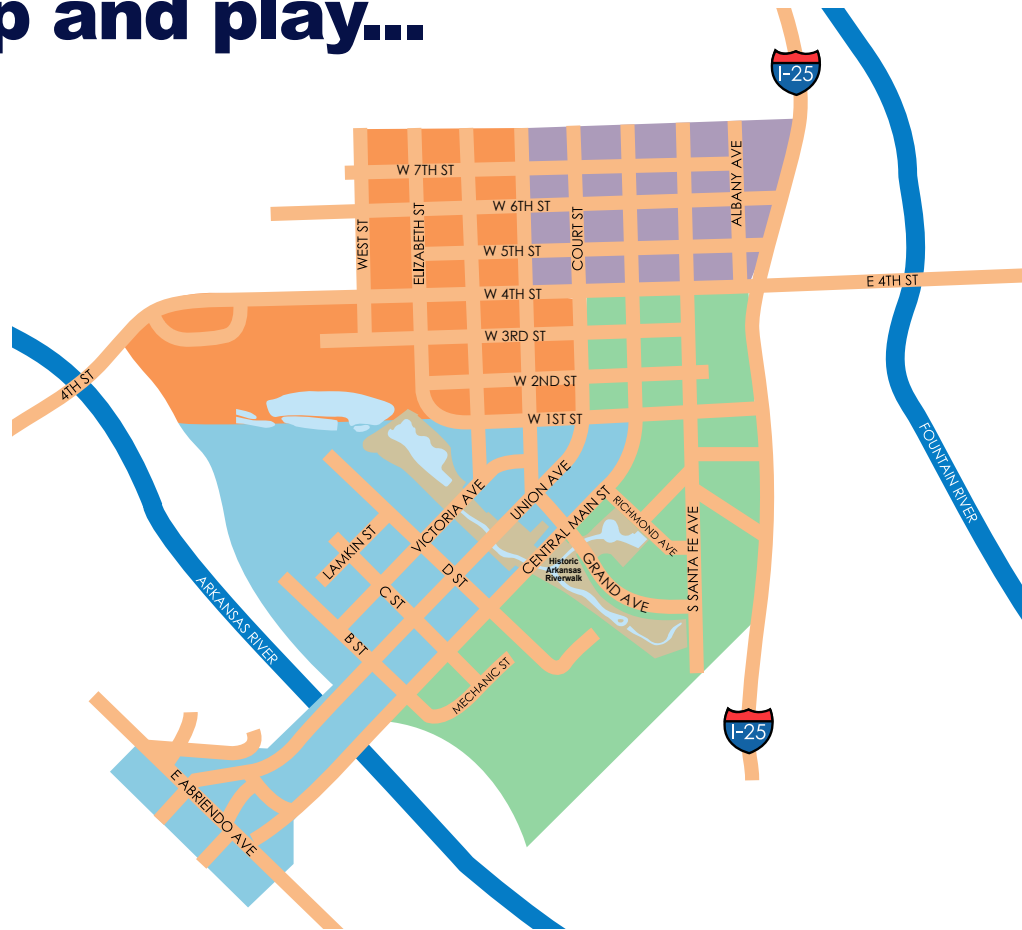 p and play...
I-25
W 7TH ST
ALBANY AVE
W 6TH ST
ELIZABETH ST
COURT ST
WEST ST
W 5TH ST
E 4TH ST
W 4TH ST
W 3RD ST
4TH ST
W 2ND ST
W 1ST ST
FOUNTAIN RIVER
UNION AVE
VICTORIA AVE
CENTRAL MAIN ST
RICHMOND AVE
LAMKIN ST
S SANTA FE AVE
Historic
Arkansas
Riverwalk
D ST
GRAND AVE
C ST
ARKANSAS RIVER
B ST
MECHANIC ST
I-25
E ABRIENDO AVE